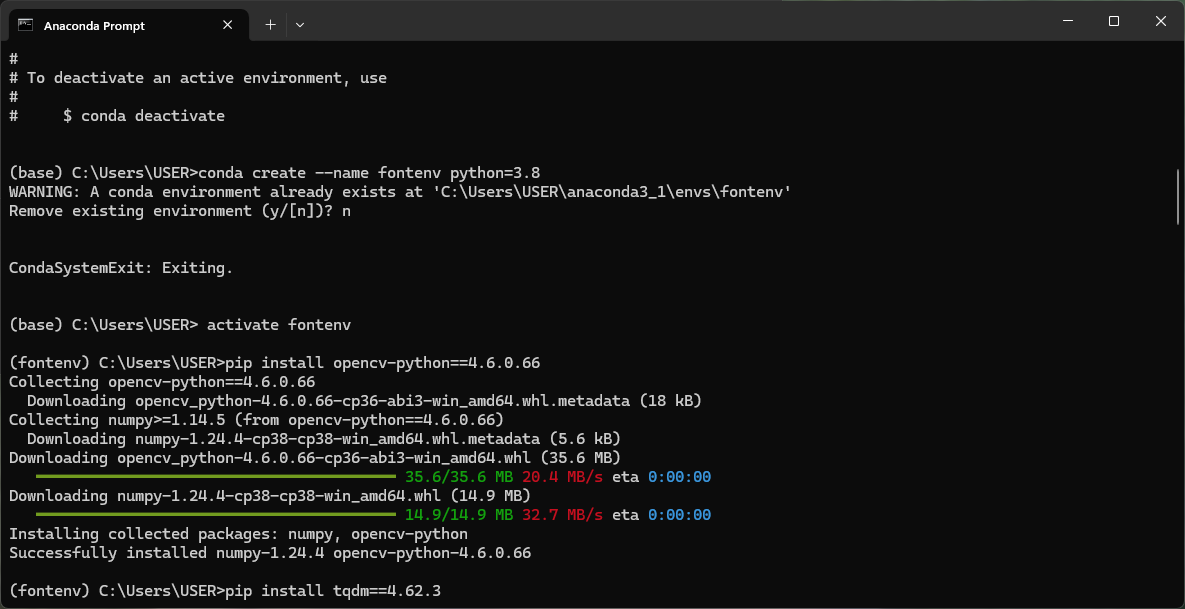 Anaconda Prompt
#
# To deactivate an active environment, use
#
#     $ conda deactivate
(base) C:\Users\USER>conda create --name fontenv python=3.8
WARNING: A conda environment already exists at 'C:\Users\USER\anaconda3_1\envs\fontenv'
Remove existing environment (y/[n])? n
CondaSystemExit: Exiting.
(base) C:\Users\USER> activate fontenv
(fontenv) C:\Users\USER>pip install opencv-python==4.6.0.66
Collecting opencv-python==4.6.0.66
  Downloading opencv_python-4.6.0.66-cp36-abi3-win_amd64.whl.metadata (18 kB)
Collecting numpy>=1.14.5 (from opencv-python==4.6.0.66)
  Downloading numpy-1.24.4-cp38-cp38-win_amd64.whl.metadata (5.6 kB)
Downloading opencv_python-4.6.0.66-cp36-abi3-win_amd64.whl (35.6 MB)
35.6/35.6 MB 20.4 MB/s eta 0:00:00
Downloading numpy-1.24.4-cp38-cp38-win_amd64.whl (14.9 MB)
14.9/14.9 MB 32.7 MB/s eta 0:00:00
Installing collected packages: numpy, opencv-python
Successfully installed numpy-1.24.4 opencv-python-4.6.0.66
(fontenv) C:\Users\USER>pip install tqdm==4.62.3